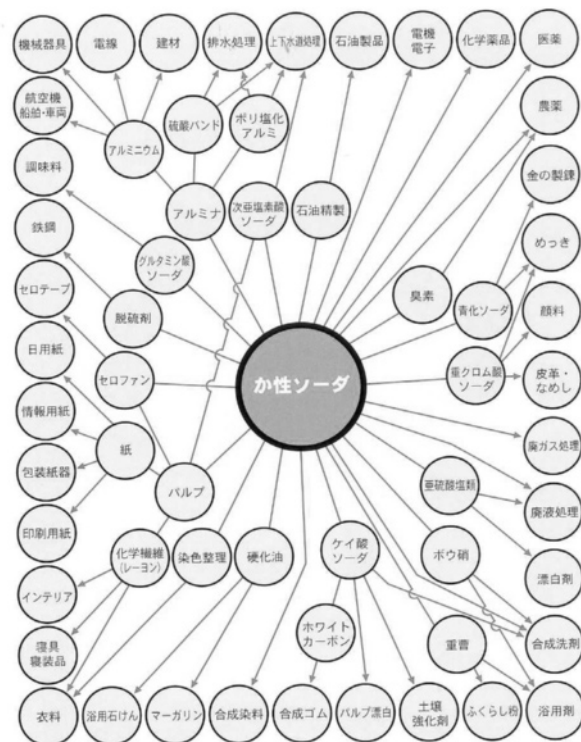 機械器具
電線
建材
排水処理
上下水道処理
石油製品
電機
電子
化学薬品
医薬
航空機
船舶・車両
アルミニウム
硫酸バンド
ポリ塩化
アルミ
農薬
調味料
アルミナ
次亜塩素酸
ソーダ
石油精製
金の製錬
鉄鋼
グルタミン酸
ソーダ
臭素
青化ソーダ
めっき
セロテープ
脱硫剤
顔料
日用紙
セロファン
か性ソーダ
重クロム酸
ソーダ
皮革・
なめし
情報用紙
紙
廃ガス処理
包装紙器
パルプ
亜硫酸塩類
廃液処理
印刷用紙
化学繊維
(レーヨン)
染色整理
硬化油
ケイ酸
ソーダ
ボウ硝
漂白剤
インテリア
ホワイト
カーボン
重曹
合成洗剤
寝具
寝装品
衣料
浴用石けん
マーガリン
合成染料
合成ゴム
パルプ漂白
土壌
強化剤
ふくらし粉
浴用剤